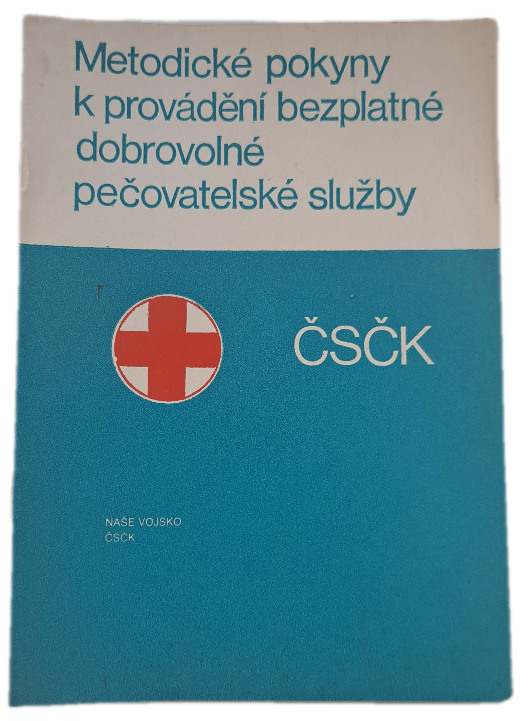 Metodické pokyny
k provádění bezplatné
dobrovolné
pečovatelské služby
ČSČK
NAŠE VOJSKO
ČSČK